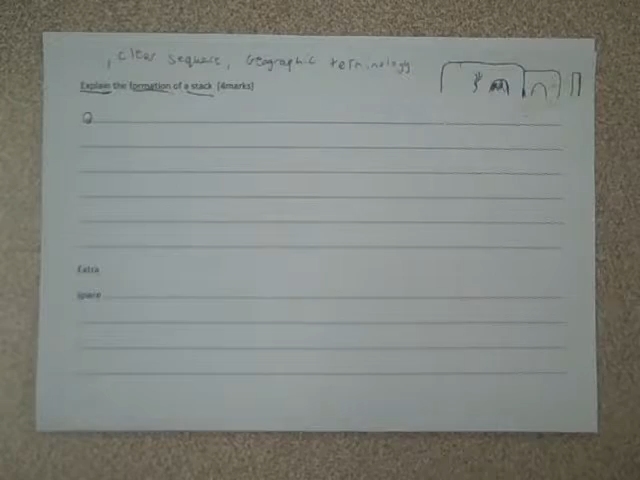 , clear sequence, Geographic terminology
Explain the formation of a stack [4marks]
Extra
space